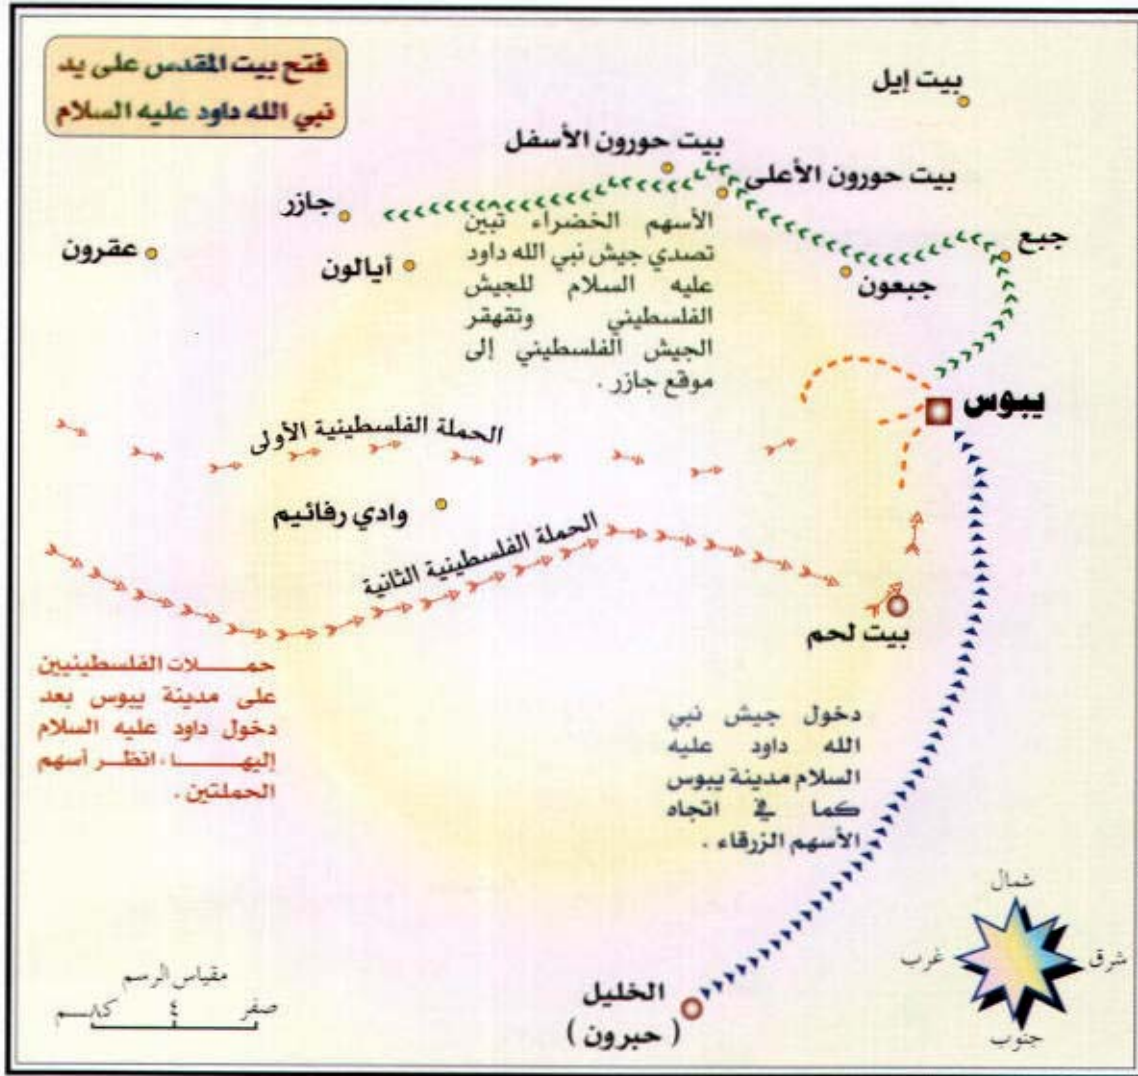 فتح بيت المقدس على يد
نبي الله داود عليه السلام
بيت إيل
بيت حورون الأسفل
بيت حورون الأعلى
جازر
جبع
عقرون
أيالون
جبعون
الأسهم الخضراء تبين
تصدي جيش نبي الله داود
عليه السلام للجيش
الفلسطيني وتقهقر
الجيش الفلسطيني إلى
موقع جازر .
يبوس
الحملة الفلسطينية الأولى
وادي رفائيم
الحملة الفلسطينية الثانية
بيت لحم
حمـــلات الفلسطينيين
على مدينة يبوس بعد
دخول داود عليه السلام
إليهـــا ، انظـر أسهم
الحملتين .
دخول جيش نبي
الله داود عليه
السلام مدينة يبوس
كما في اتجاه
الأسهم الزرقاء .
شمال
شرق
غرب
جنوب
الخليل
( حبرون )
مقياس الرسم
صفر ٤ ٨كـم